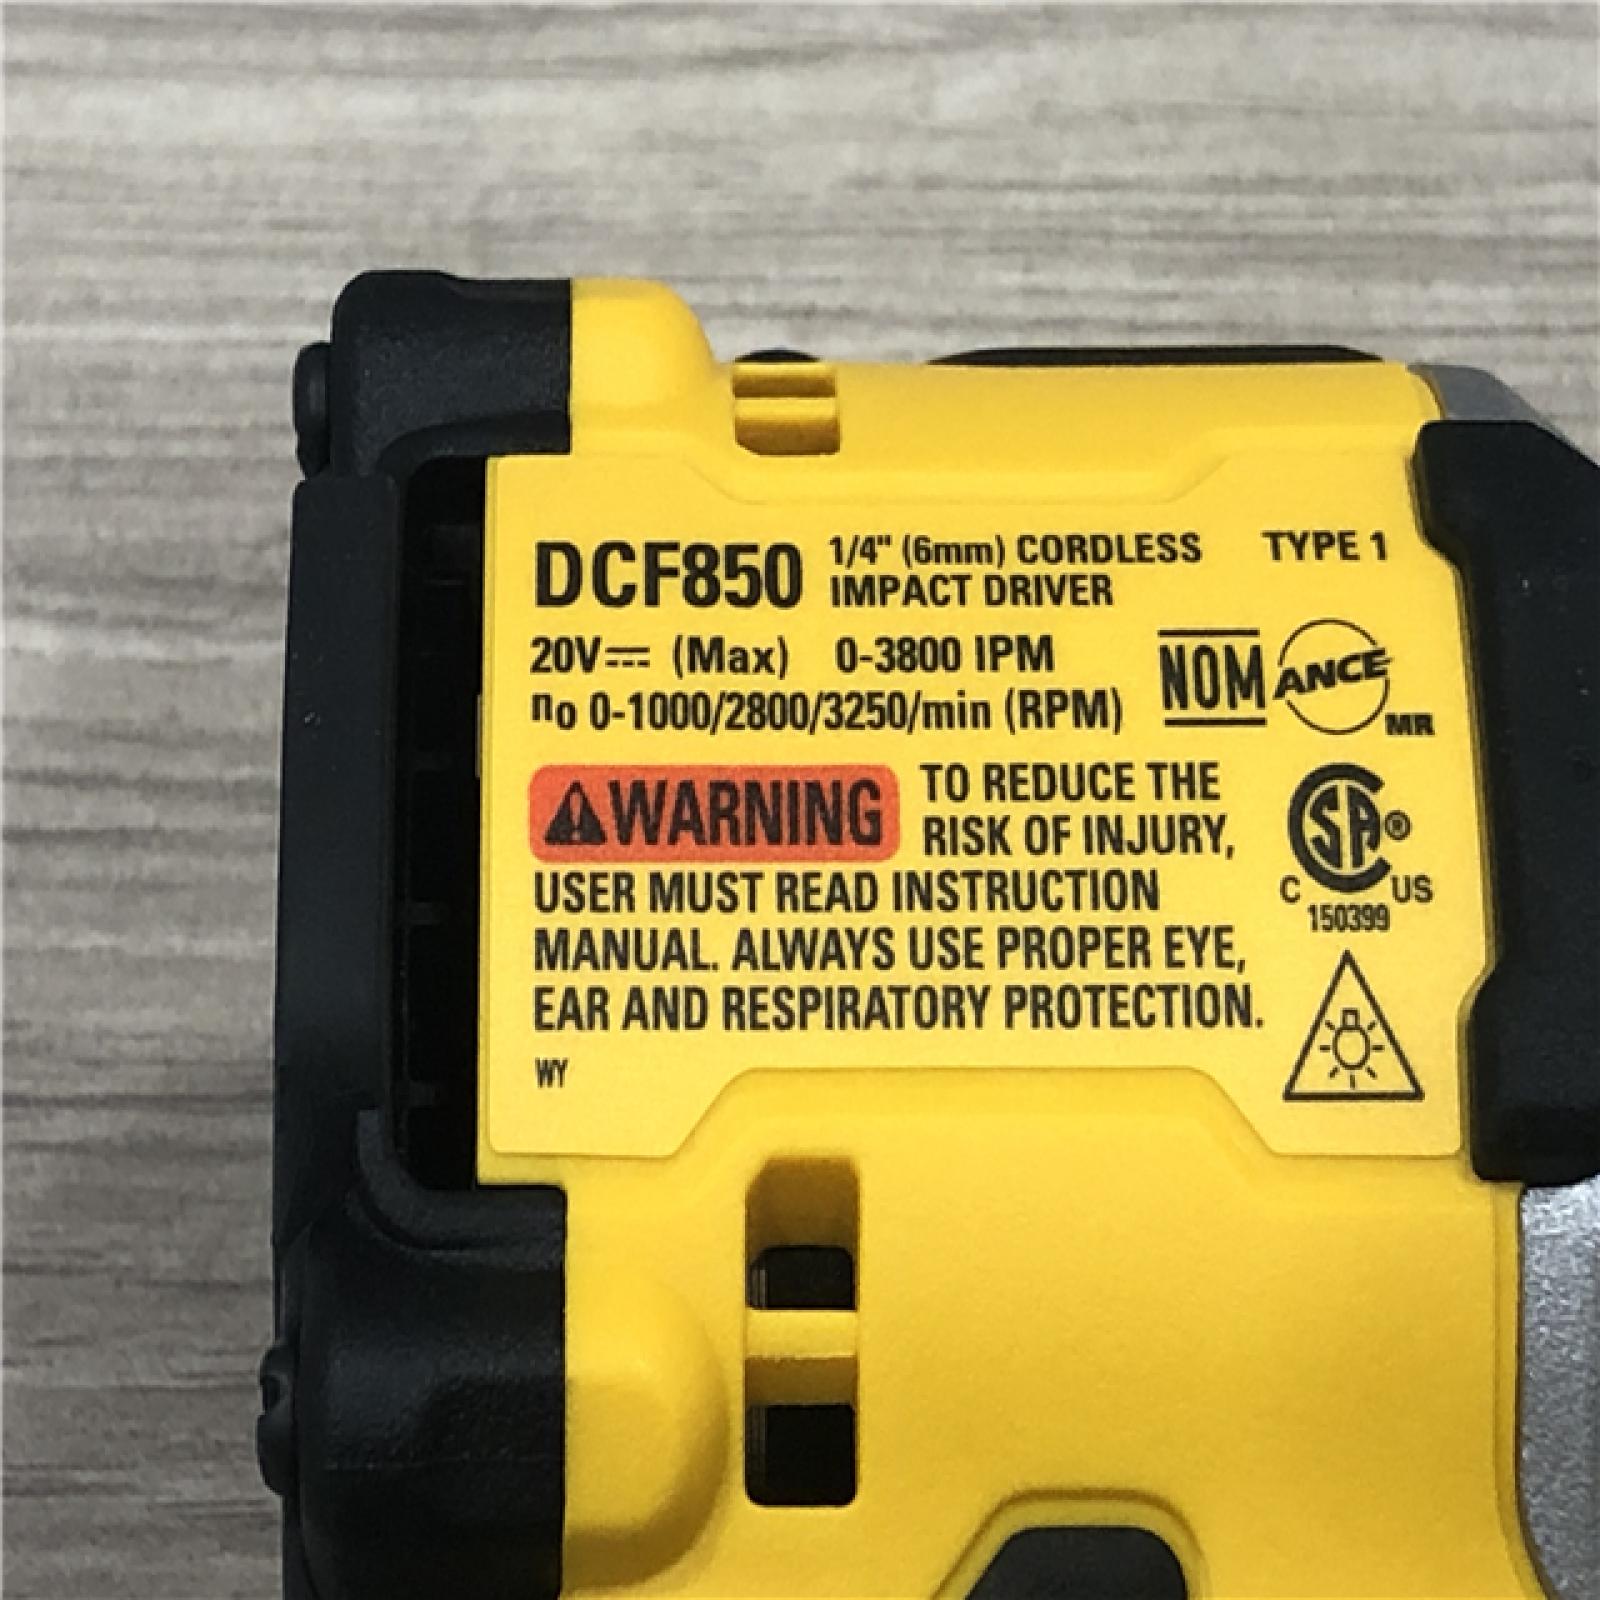 DCF850 1/4" (6mm) CORDLESS IMPACT DRIVER TYPE 1
20V⎓ (Max) 0-3800 IPM
no 0-1000/2800/3250/min (RPM)
NOM ANCE MR
WARNING TO REDUCE THE
RISK OF INJURY,
USER MUST READ INSTRUCTION
MANUAL. ALWAYS USE PROPER EYE,
EAR AND RESPIRATORY PROTECTION.
WY
CSA®
C US
150399